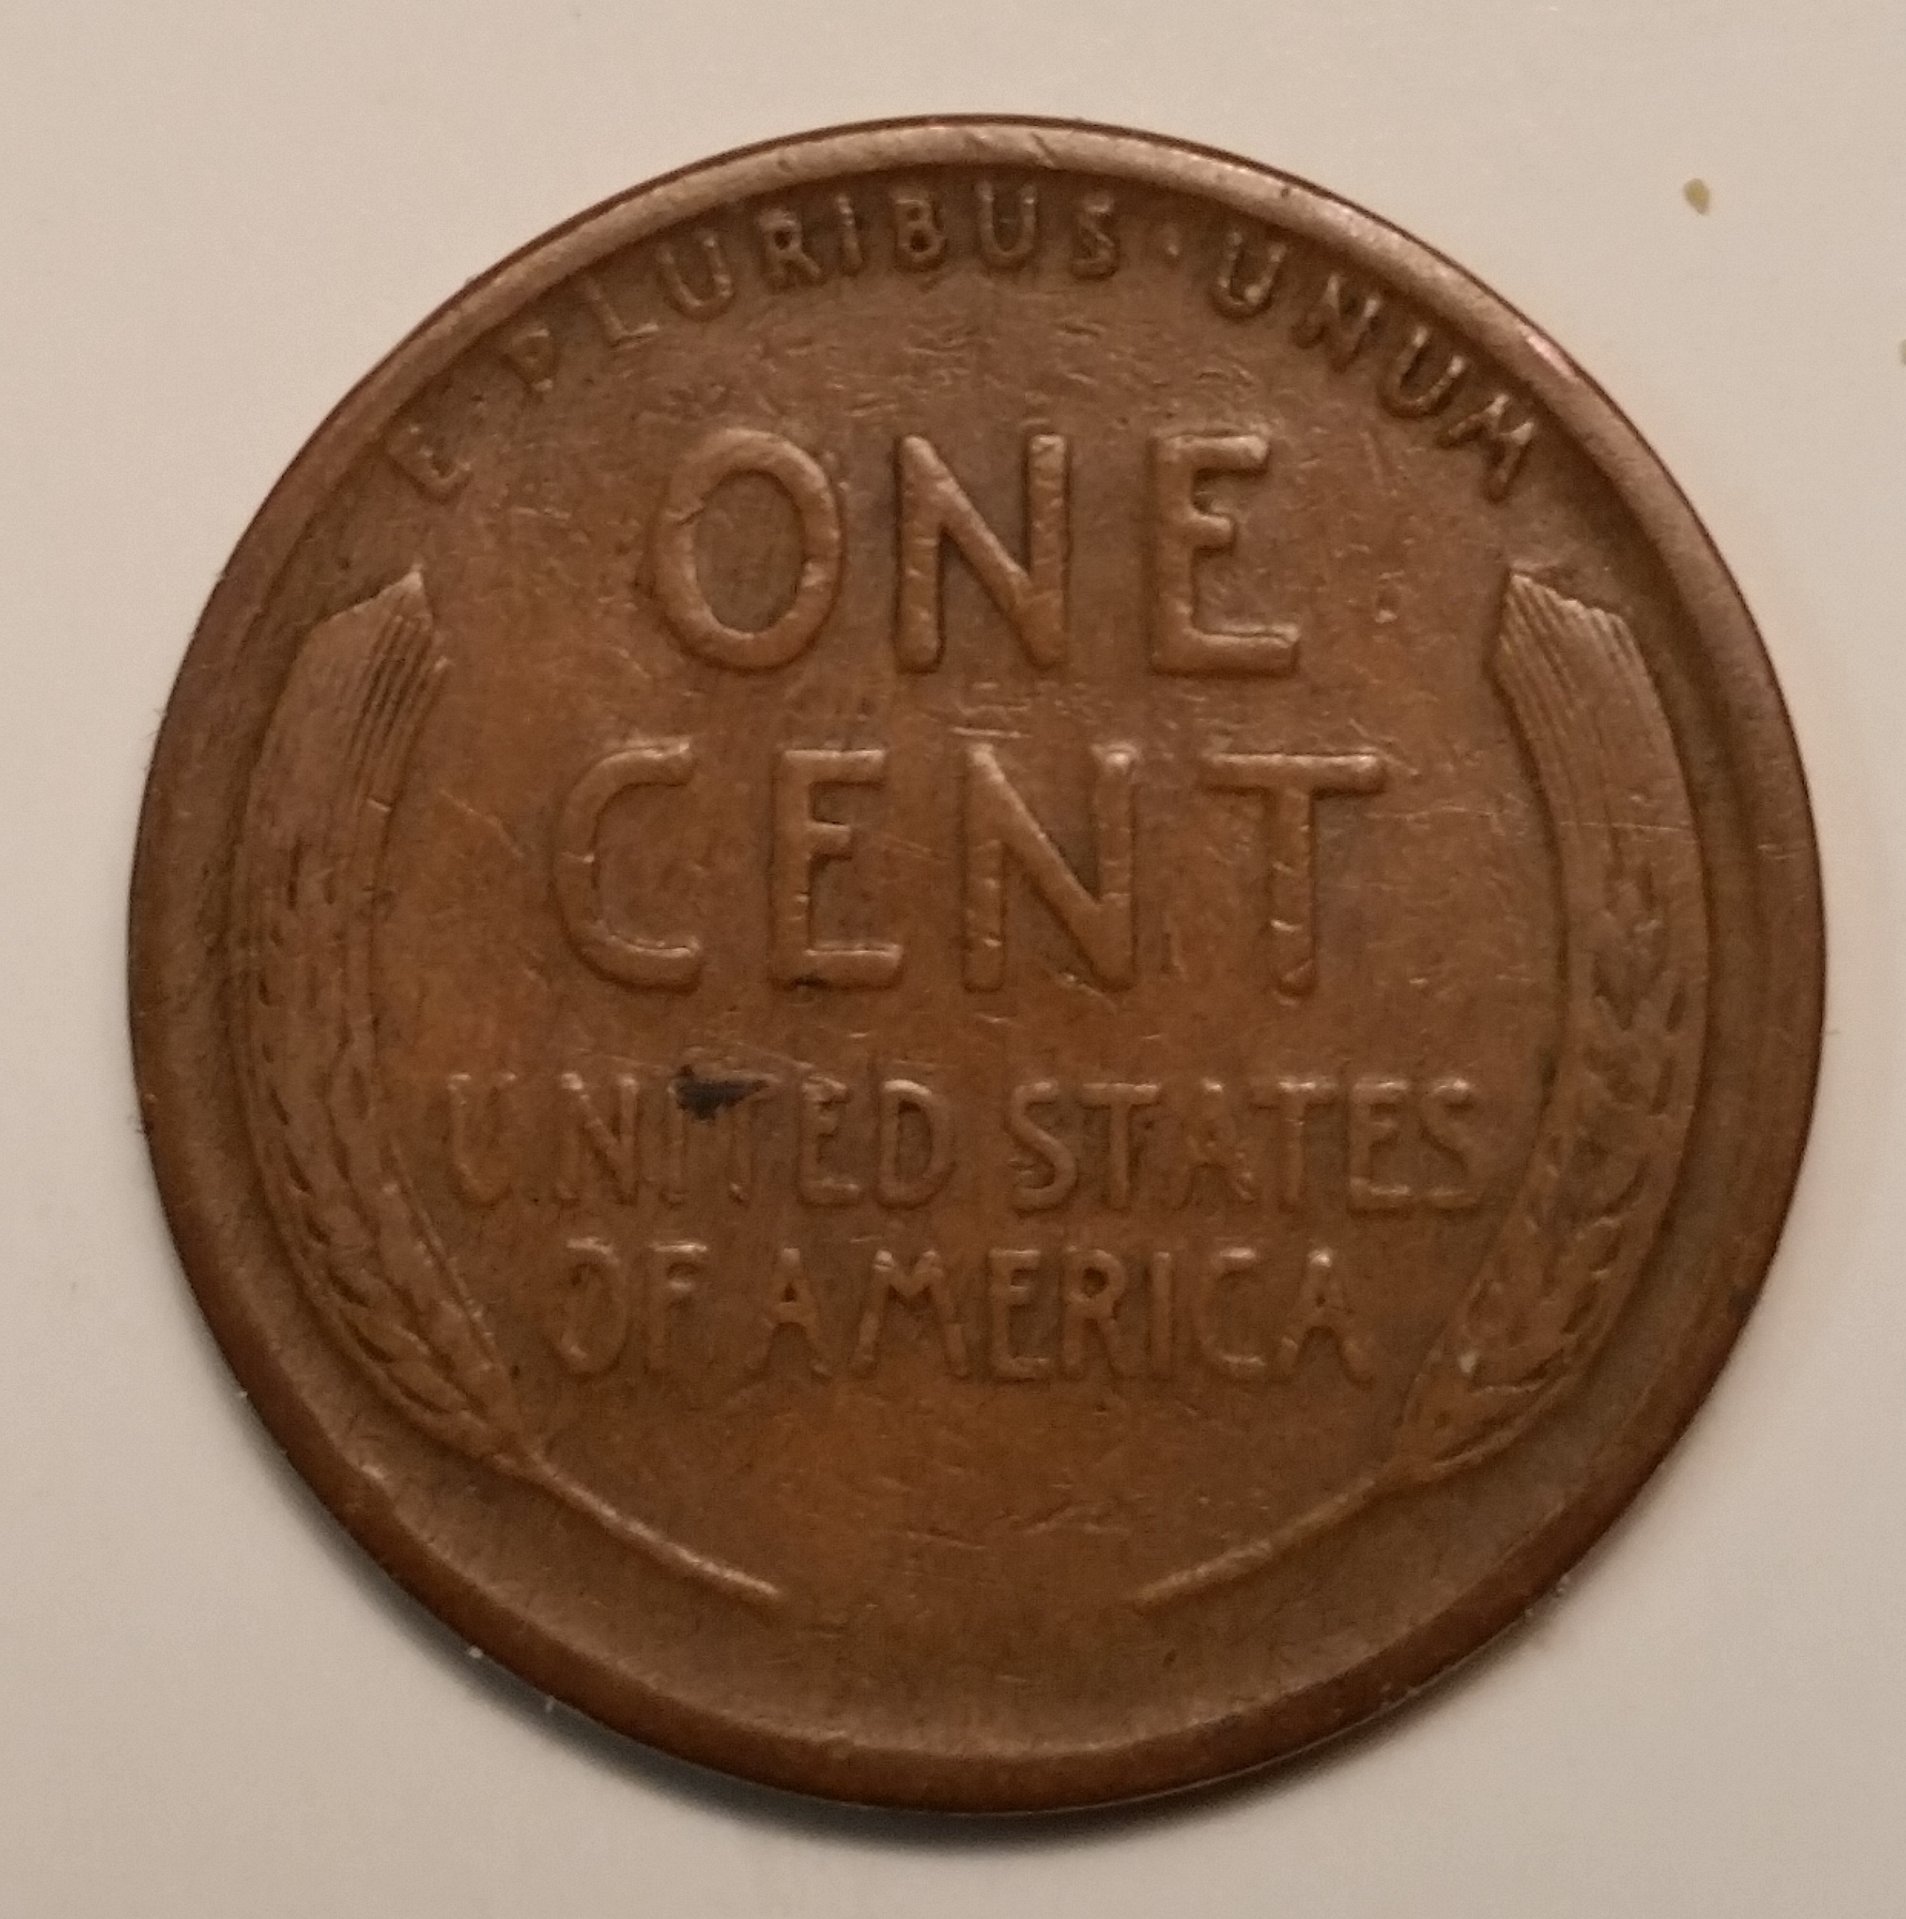 E·PLURIBUS·UNUM
ONE
CENT
UNITED STATES
OF AMERICA